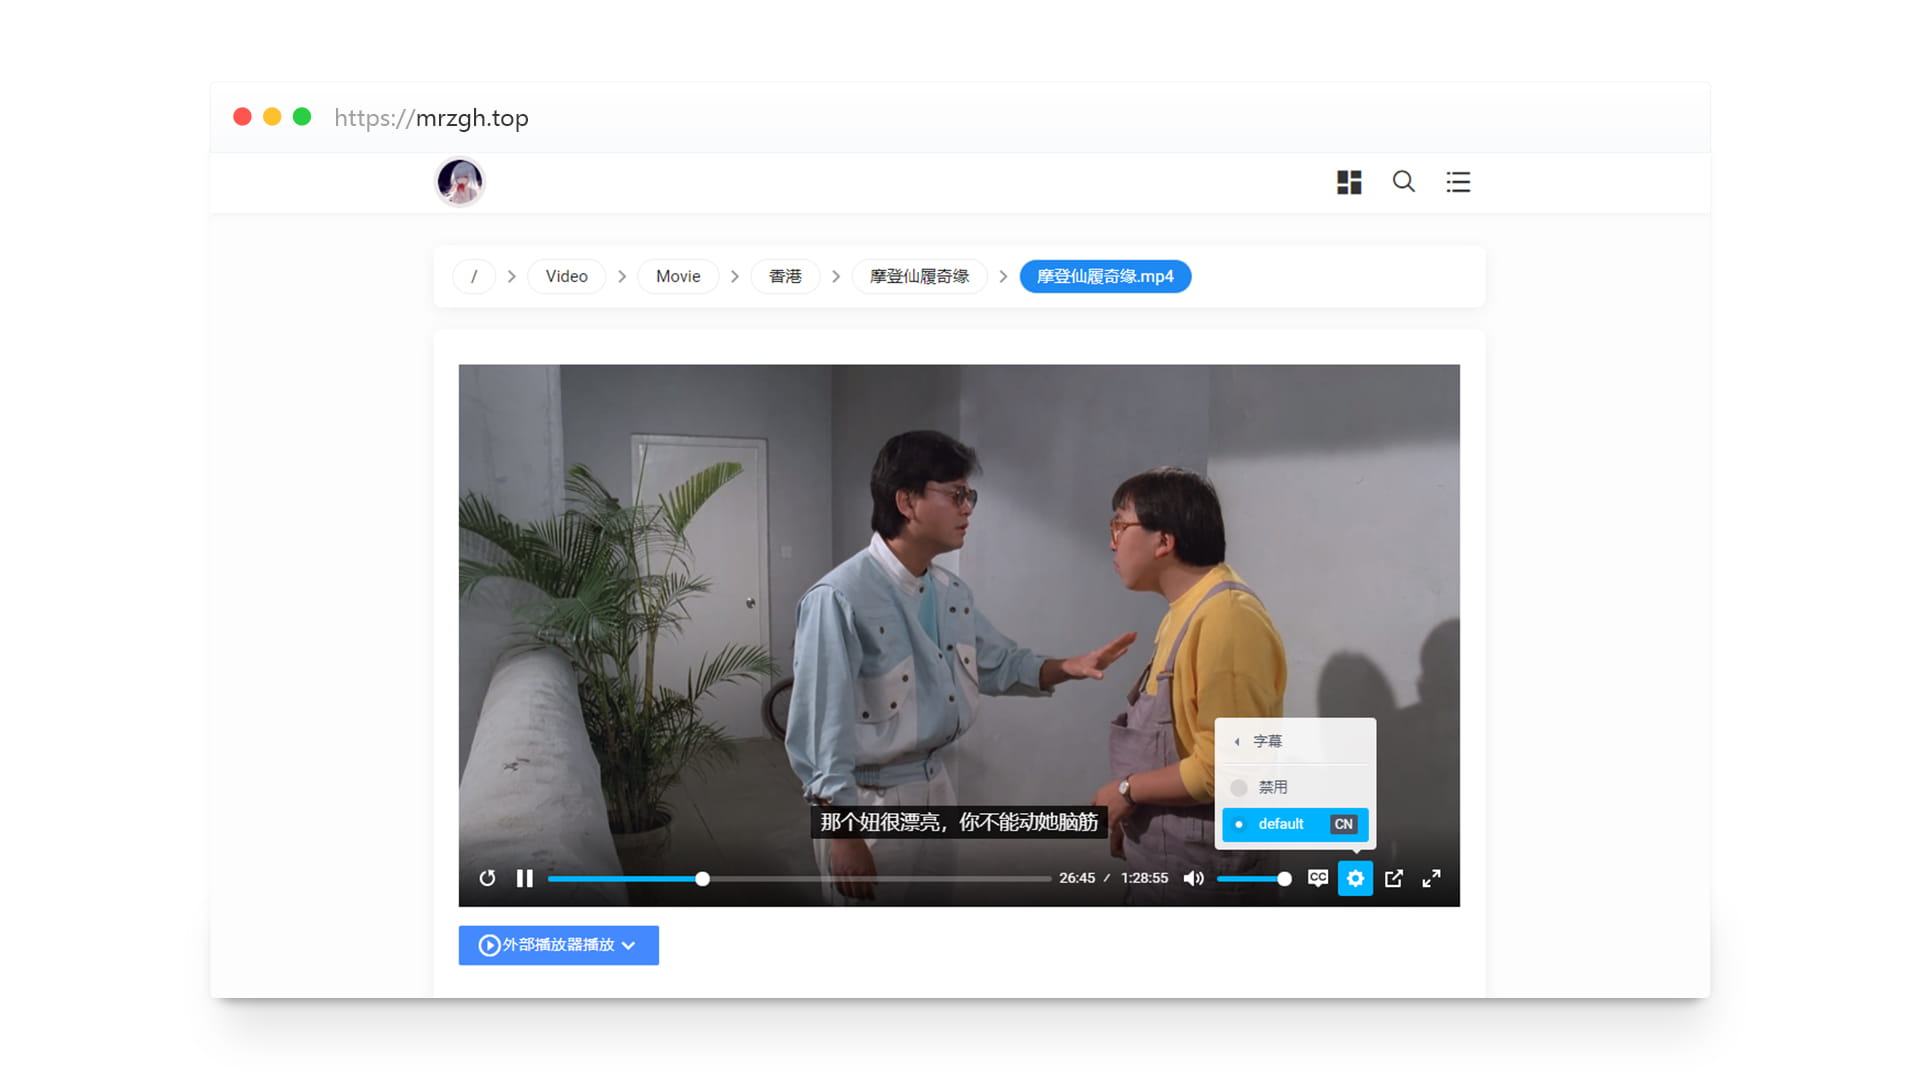 https://mrzgh.top
/ Video Movie 香港 摩登仙履奇缘 摩登仙履奇缘.mp4
字幕
禁用
default CN
那个妞很漂亮，你不能动她脑筋
26:45 / 1:28:55 CC
外部播放器播放